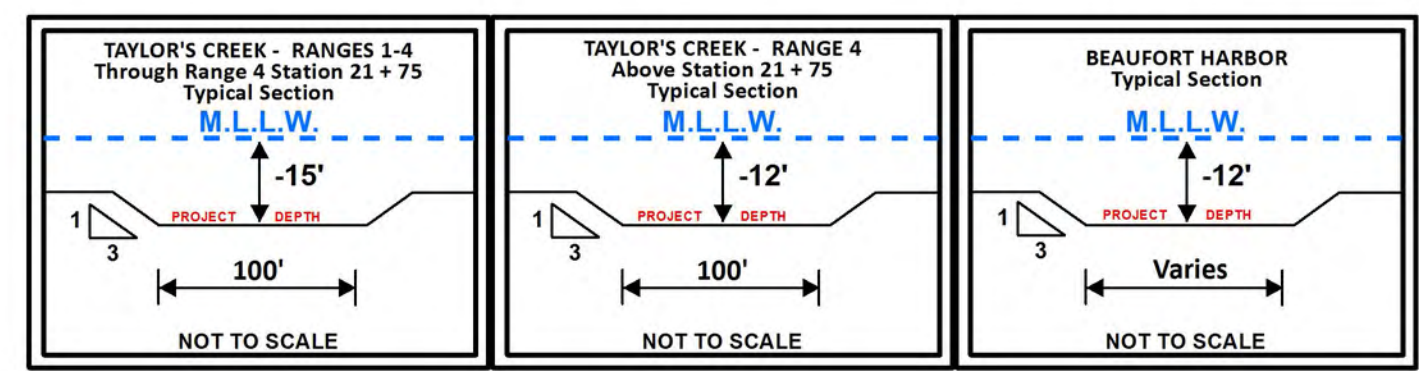 TAYLOR'S CREEK - RANGES 1-4
Through Range 4 Station 21 + 75
Typical Section
M.L.L.W.
-15'
PROJECT DEPTH
1
3
100'
NOT TO SCALE
TAYLOR'S CREEK - RANGE 4
Above Station 21 + 75
Typical Section
M.L.L.W.
-12'
PROJECT DEPTH
1
3
100'
NOT TO SCALE
BEAUFORT HARBOR
Typical Section
M.L.L.W.
-12'
PROJECT DEPTH
1
3
Varies
NOT TO SCALE